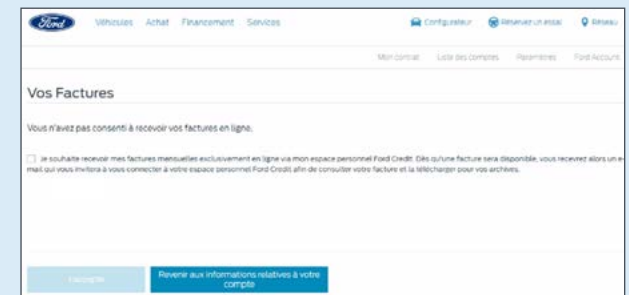 Ford
Véhicules Achat Financement Services
Configurateur Réservez un essai Réseau
Mon contrat Liste des comptes Paramètres Ford Account
Vos Factures
Vous n'avez pas consenti à recevoir vos factures en ligne.
Je souhaite recevoir mes factures mensuelles exclusivement en ligne via mon espace personnel Ford Credit. Dès qu'une facture sera disponible, vous recevrez alors un e-
mail qui vous invitera à vous connecter à votre espace personnel Ford Credit afin de consulter votre facture et la télécharger pour vos archives.
J'accepte
Revenir aux informations relatives à votre
compte